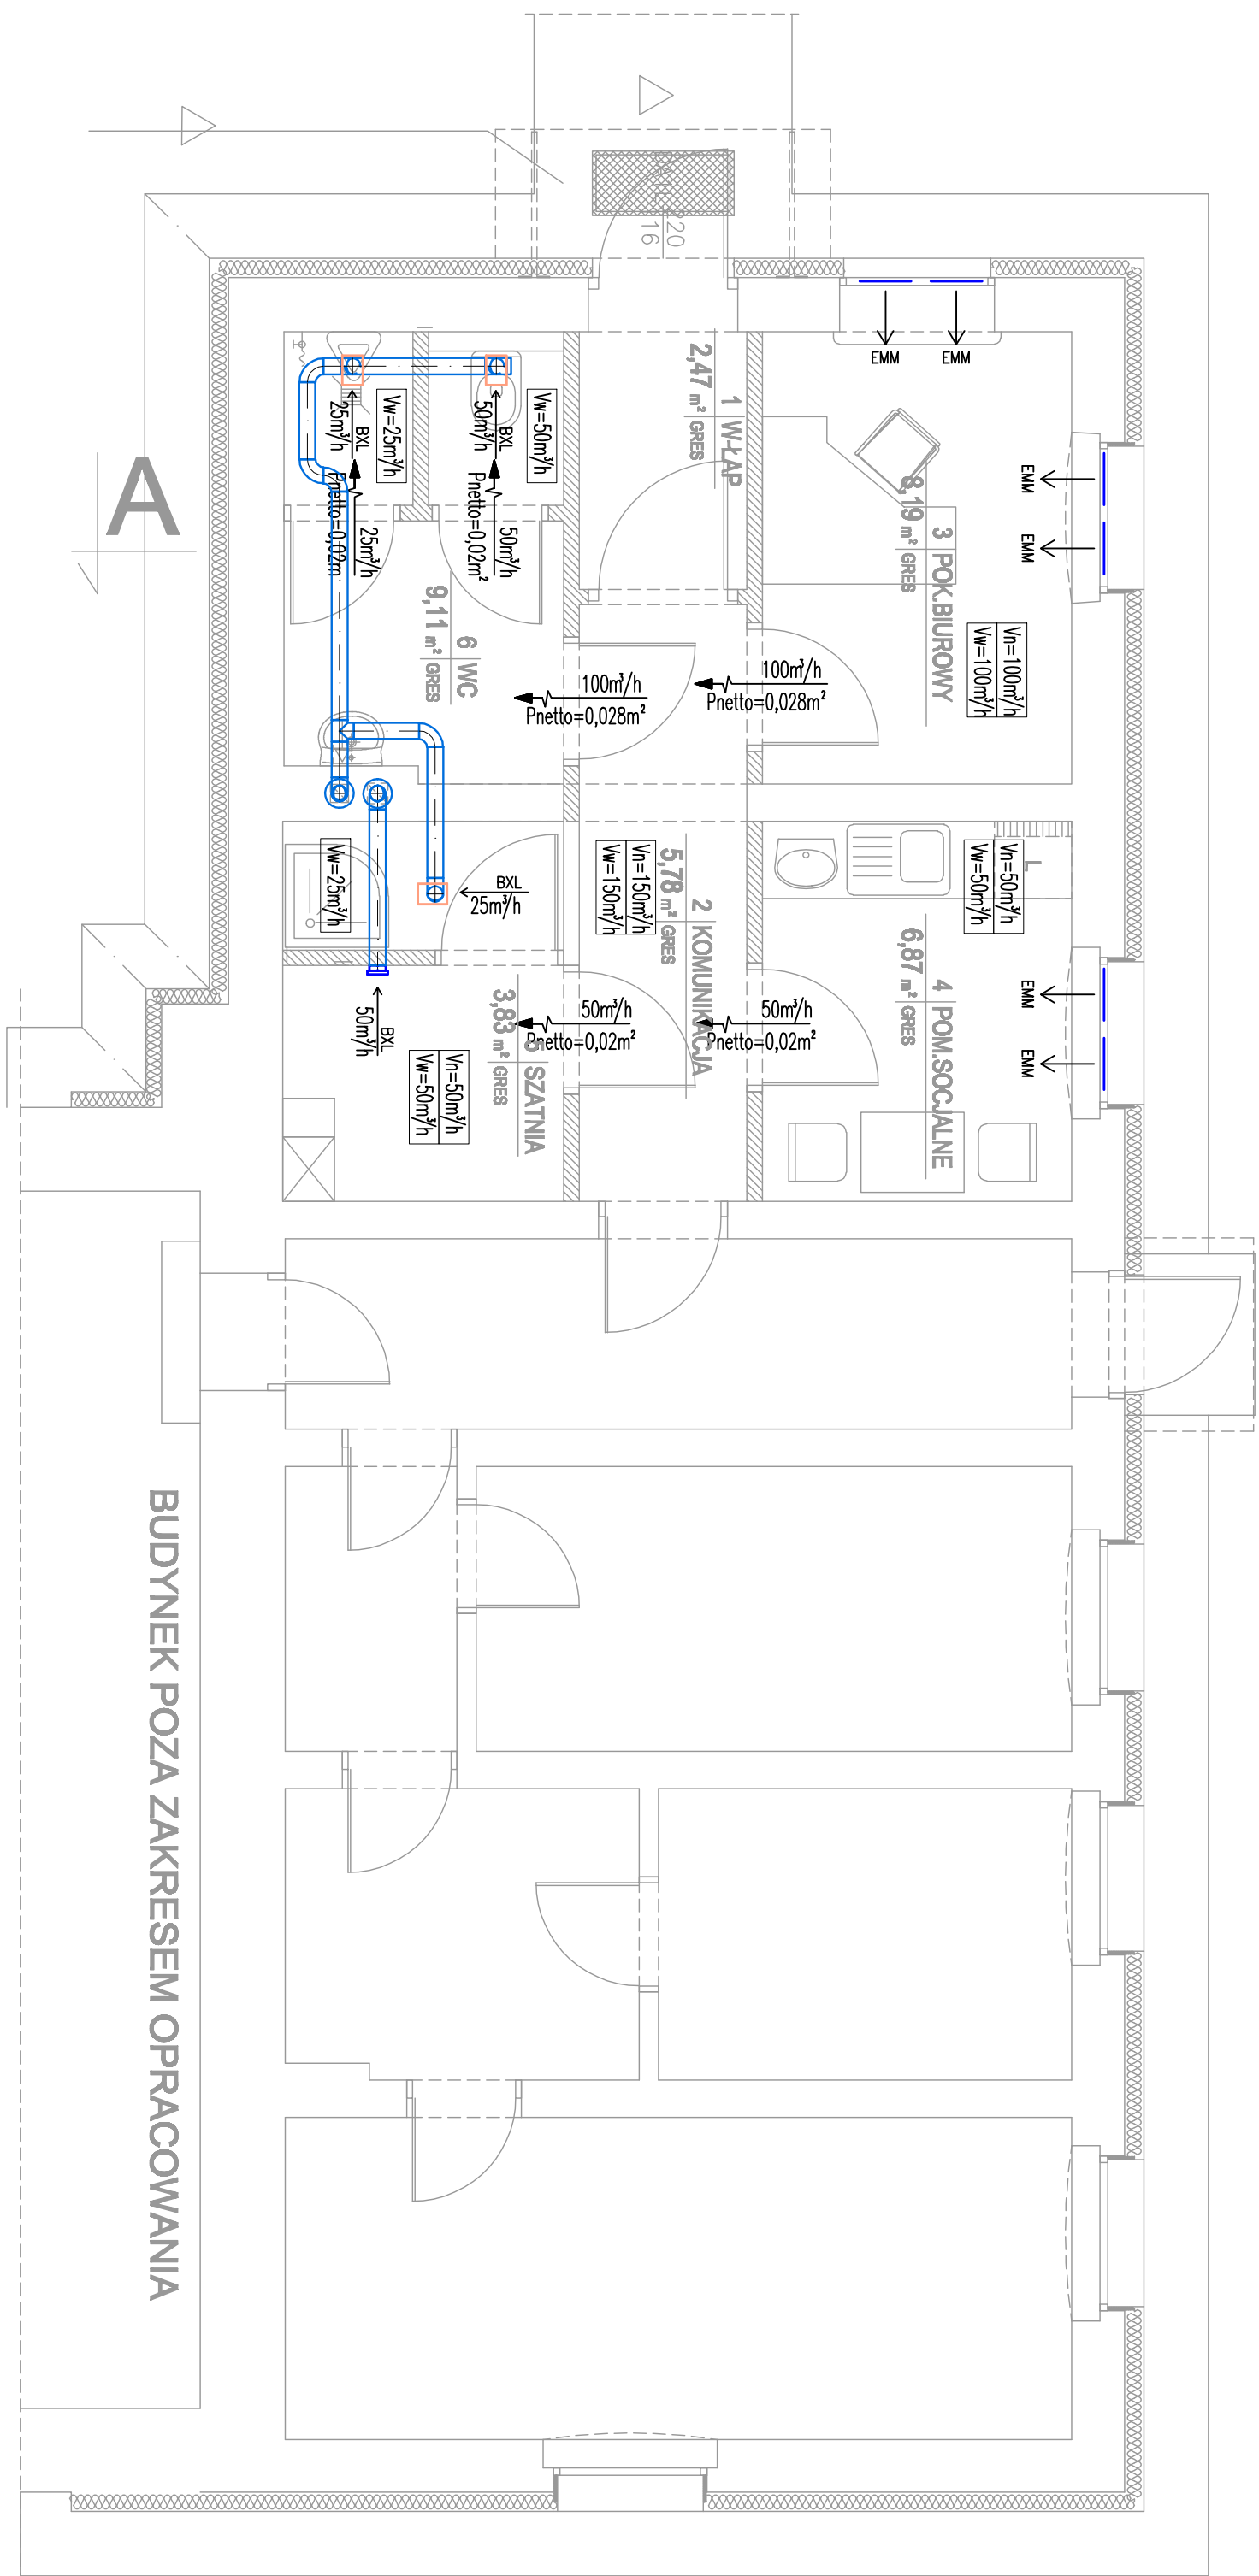 DA.H. 120
16
EMM
EMM
1 W-ŁAP
2,47 m² GRES
3 POK.BIUROWY
8,19 m² GRES
EMM
EMM
Vn=100m³/h
Vw=100m³/h
Vw=25m³/h
BXL
25m³/h
25m³/h
Vw=50m³/h
BXL
50m³/h
50m³/h
Pnetto=0,02m²
A
6 WC
9,11 m² GRES
100m³/h
Pnetto=0,028m²
100m³/h
Pnetto=0,028m²
Vw=25m³/h
BXL
25m³/h
Vn=150m³/h
Vw=150m³/h
2 KOMUNIKACJA
5,78 m² GRES
L
Vn=50m³/h
Vw=50m³/h
4 POM.SOCJALNE
6,87 m² GRES
EMM
EMM
BXL
50m³/h
5 SZATNIA
3,83 m² GRES
50m³/h
Pnetto=0,02m²
50m³/h
Pnetto=0,02m²
Vn=50m³/h
Vw=50m³/h
BUDYNEK POZA ZAKRESEM OPRACOWANIA